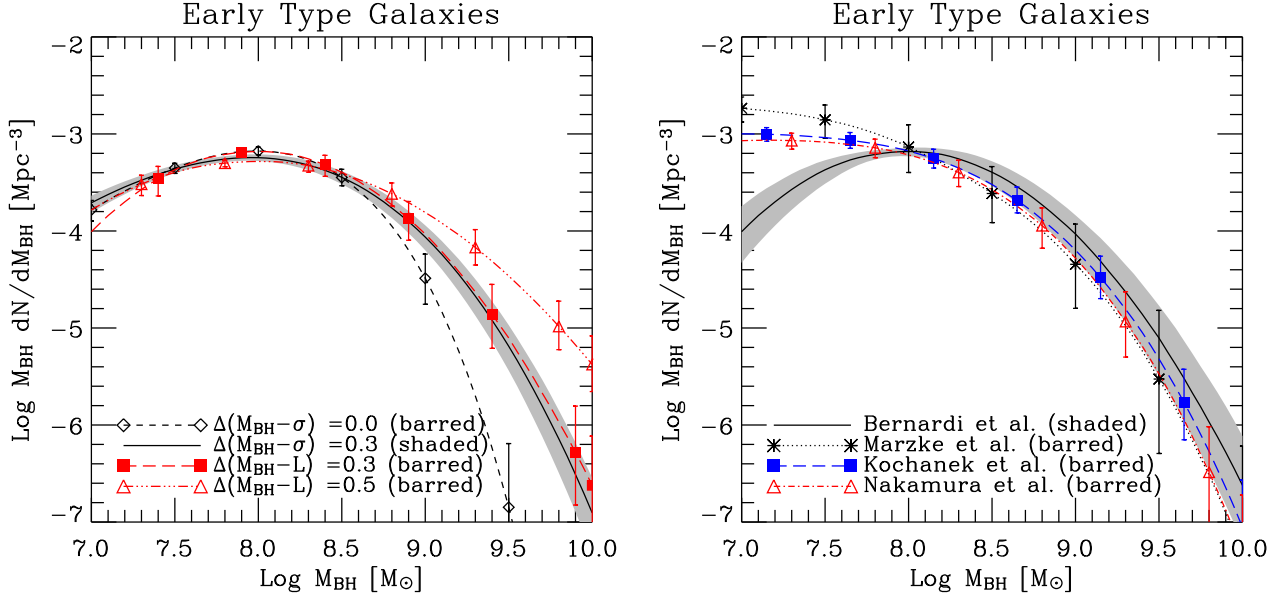 Early Type Galaxies
Log M_BH dN/dM_BH [Mpc^-3]
-2
-3
-4
-5
-6
-7
Δ(M_BH-σ) =0.0 (barred)
Δ(M_BH-σ) =0.3 (shaded)
Δ(M_BH-L) =0.3 (barred)
Δ(M_BH-L) =0.5 (barred)
7.0 7.5 8.0 8.5 9.0 9.5 10.0
Log M_BH [M_⊙]
Early Type Galaxies
Log M_BH dN/dM_BH [Mpc^-3]
-2
-3
-4
-5
-6
-7
Bernardi et al. (shaded)
Marzke et al. (barred)
Kochanek et al. (barred)
Nakamura et al. (barred)
7.0 7.5 8.0 8.5 9.0 9.5 10.0
Log M_BH [M_⊙]